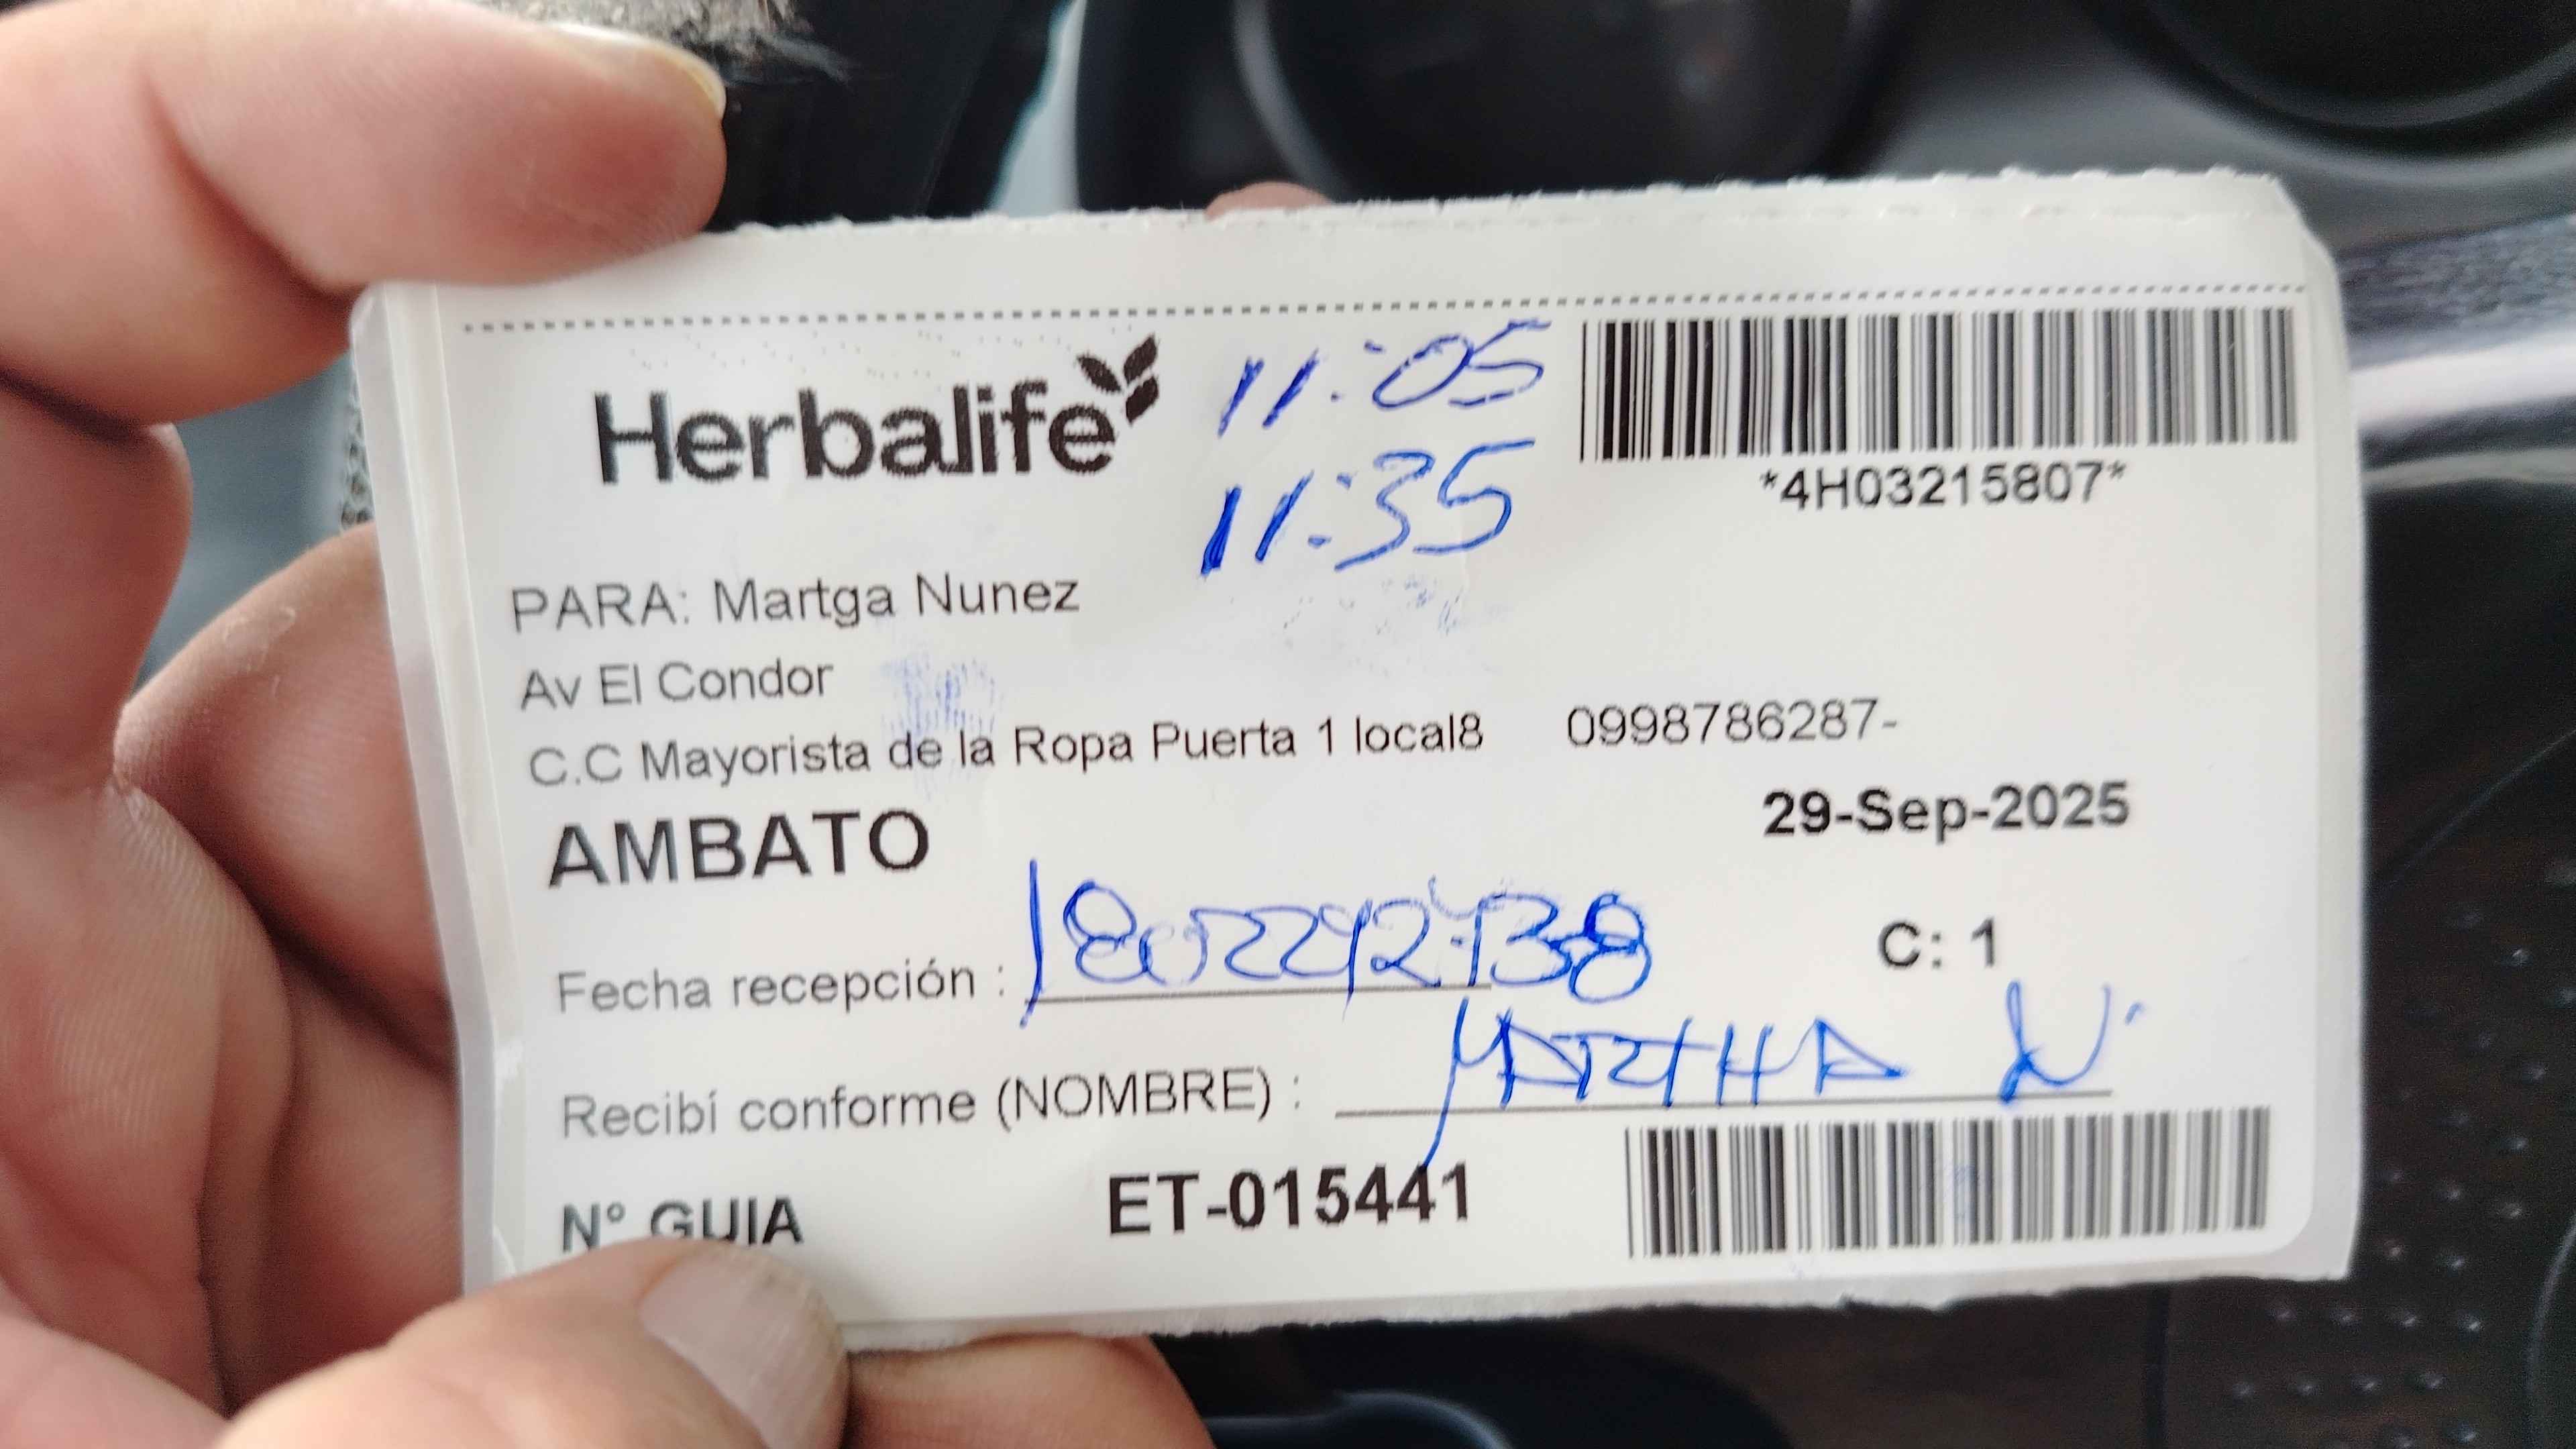 Herbalife
11:05
11:35
*4H03215807*
PARA: Martga Nunez
Av El Condor
C.C Mayorista de la Ropa Puerta 1 local8 0998786287-
AMBATO
29-Sep-2025
C: 1
Fecha recepción :
Recibí conforme (NOMBRE) : MARTHA N.
N° GUIA ET-015441